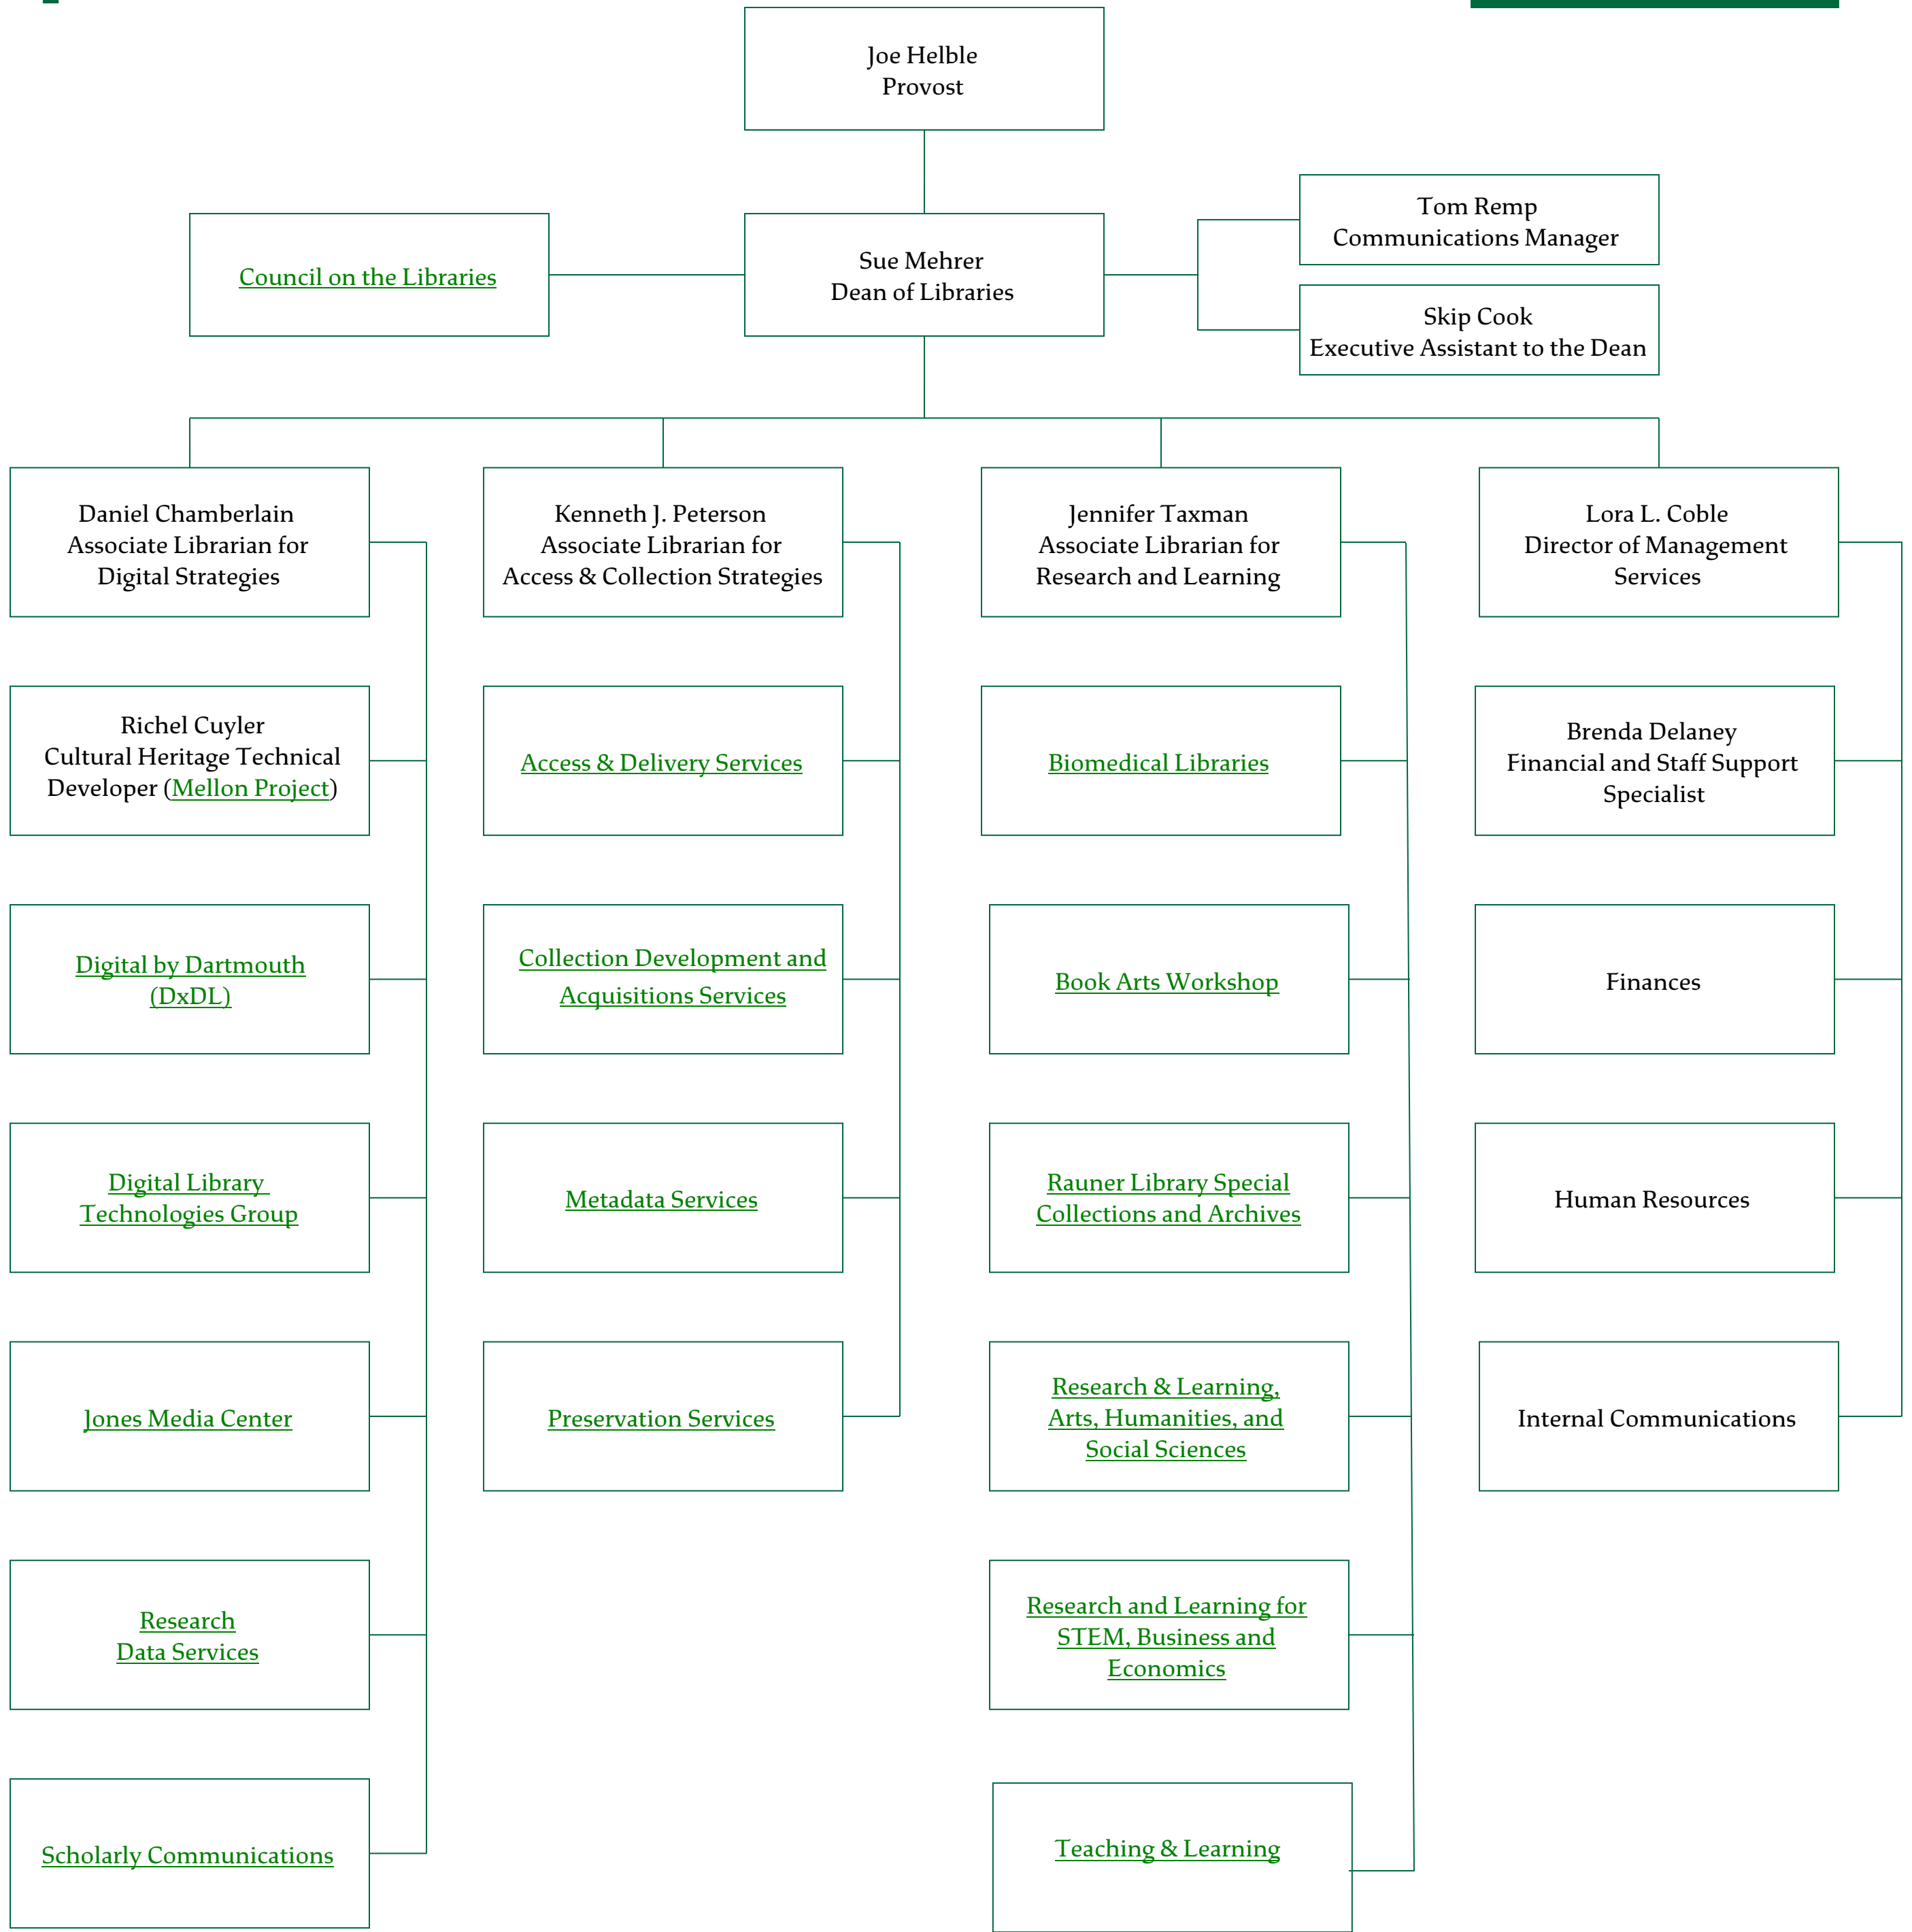 Joe Helble
Provost
Council on the Libraries
Sue Mehrer
Dean of Libraries
Tom Remp
Communications Manager
Skip Cook
Executive Assistant to the Dean
Daniel Chamberlain
Associate Librarian for
Digital Strategies
Kenneth J. Peterson
Associate Librarian for
Access & Collection Strategies
Jennifer Taxman
Associate Librarian for
Research and Learning
Lora L. Coble
Director of Management
Services
Richel Cuyler
Cultural Heritage Technical
Developer (Mellon Project)
Access & Delivery Services
Biomedical Libraries
Brenda Delaney
Financial and Staff Support
Specialist
Digital by Dartmouth
(DxDL)
Collection Development and
Acquisitions Services
Book Arts Workshop
Finances
Digital Library
Technologies Group
Metadata Services
Rauner Library Special
Collections and Archives
Human Resources
Jones Media Center
Preservation Services
Research & Learning,
Arts, Humanities, and
Social Sciences
Internal Communications
Research
Data Services
Research and Learning for
STEM, Business and
Economics
Scholarly Communications
Teaching & Learning